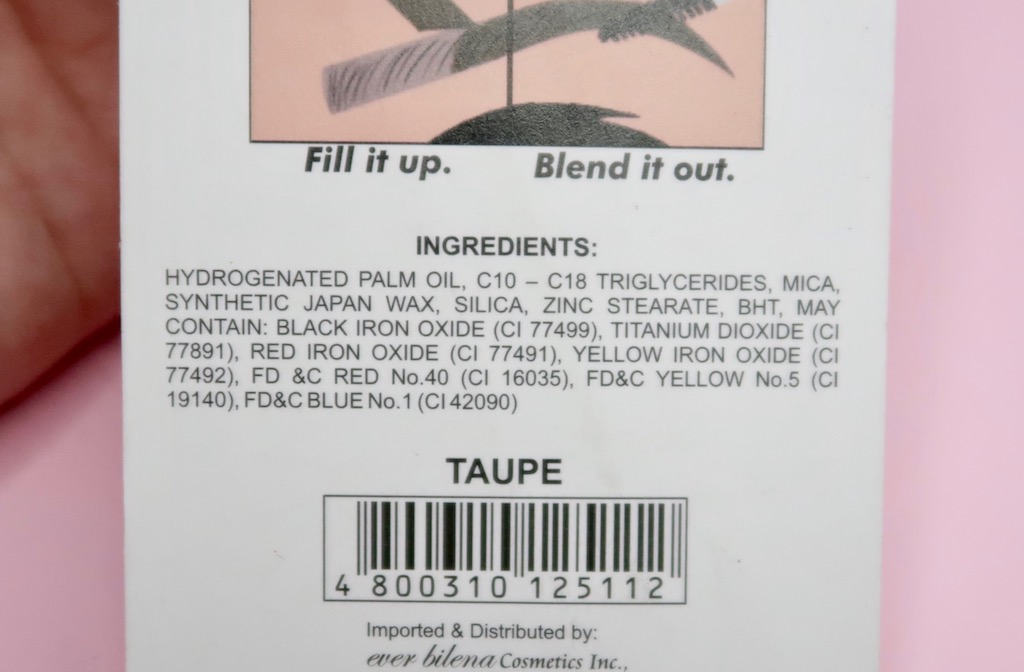 Fill it up. Blend it out.
INGREDIENTS:
HYDROGENATED PALM OIL, C10 – C18 TRIGLYCERIDES, MICA,
SYNTHETIC JAPAN WAX, SILICA, ZINC STEARATE, BHT, MAY
CONTAIN: BLACK IRON OXIDE (CI 77499), TITANIUM DIOXIDE (CI
77891), RED IRON OXIDE (CI 77491), YELLOW IRON OXIDE (CI
77492), FD &C RED No.40 (CI 16035), FD&C YELLOW No.5 (CI
19140), FD&C BLUE No.1 (CI 42090)
TAUPE
4 800310 125112
Imported & Distributed by:
ever bilena Cosmetics Inc.,